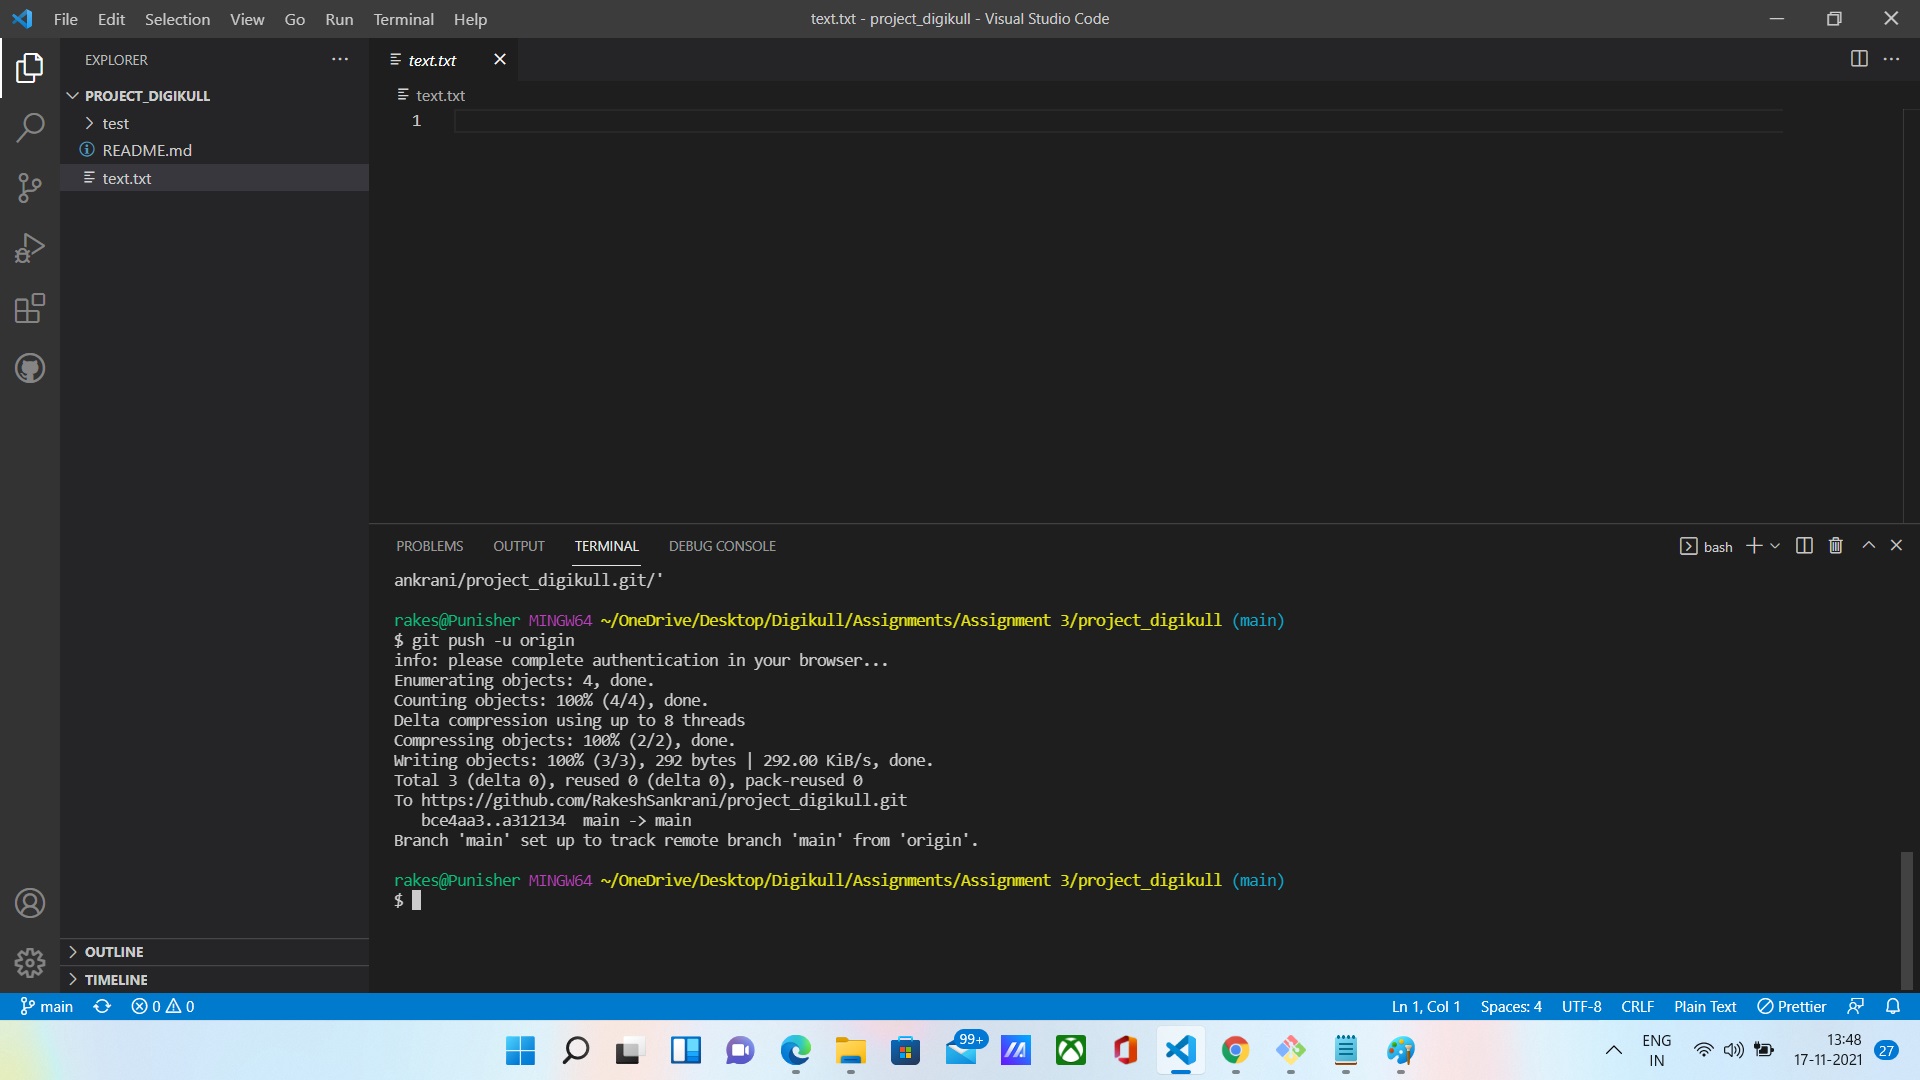 File Edit Selection View Go Run Terminal Help
text.txt - project_digikull - Visual Studio Code
EXPLORER
PROJECT_DIGIKULL
test
README.md
text.txt
OUTLINE
TIMELINE
text.txt
text.txt
1
PROBLEMS OUTPUT TERMINAL DEBUG CONSOLE
bash
ankrani/project_digikull.git/'
rakes@Punisher MINGW64 ~/OneDrive/Desktop/Digikull/Assignments/Assignment 3/project_digikull (main)
$ git push -u origin
info: please complete authentication in your browser...
Enumerating objects: 4, done.
Counting objects: 100% (4/4), done.
Delta compression using up to 8 threads
Compressing objects: 100% (2/2), done.
Writing objects: 100% (3/3), 292 bytes | 292.00 KiB/s, done.
Total 3 (delta 0), reused 0 (delta 0), pack-reused 0
To https://github.com/RakeshSankrani/project_digikull.git
bce4aa3..a312134  main -> main
Branch 'main' set up to track remote branch 'main' from 'origin'.
rakes@Punisher MINGW64 ~/OneDrive/Desktop/Digikull/Assignments/Assignment 3/project_digikull (main)
$
main 0 0
Ln 1, Col 1 Spaces: 4 UTF-8 CRLF Plain Text Prettier
99+
ENG
IN
13:48
17-11-2021
27